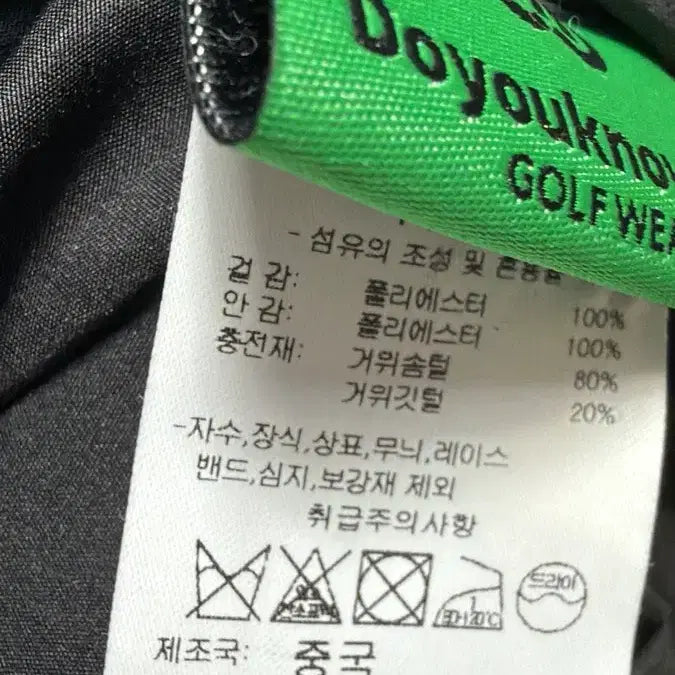 Doyoukno
GOLF WEA
- 섬유의 조성 및 혼용율
겉 감: 폴리에스터 100%
안 감: 폴리에스터 100%
충전재: 거위솜털 80%
거위깃털 20%
-자수,장식,상표,무늬,레이스
밴드,심지,보강재 제외
취급주의사항
드라이
제조국: 중국